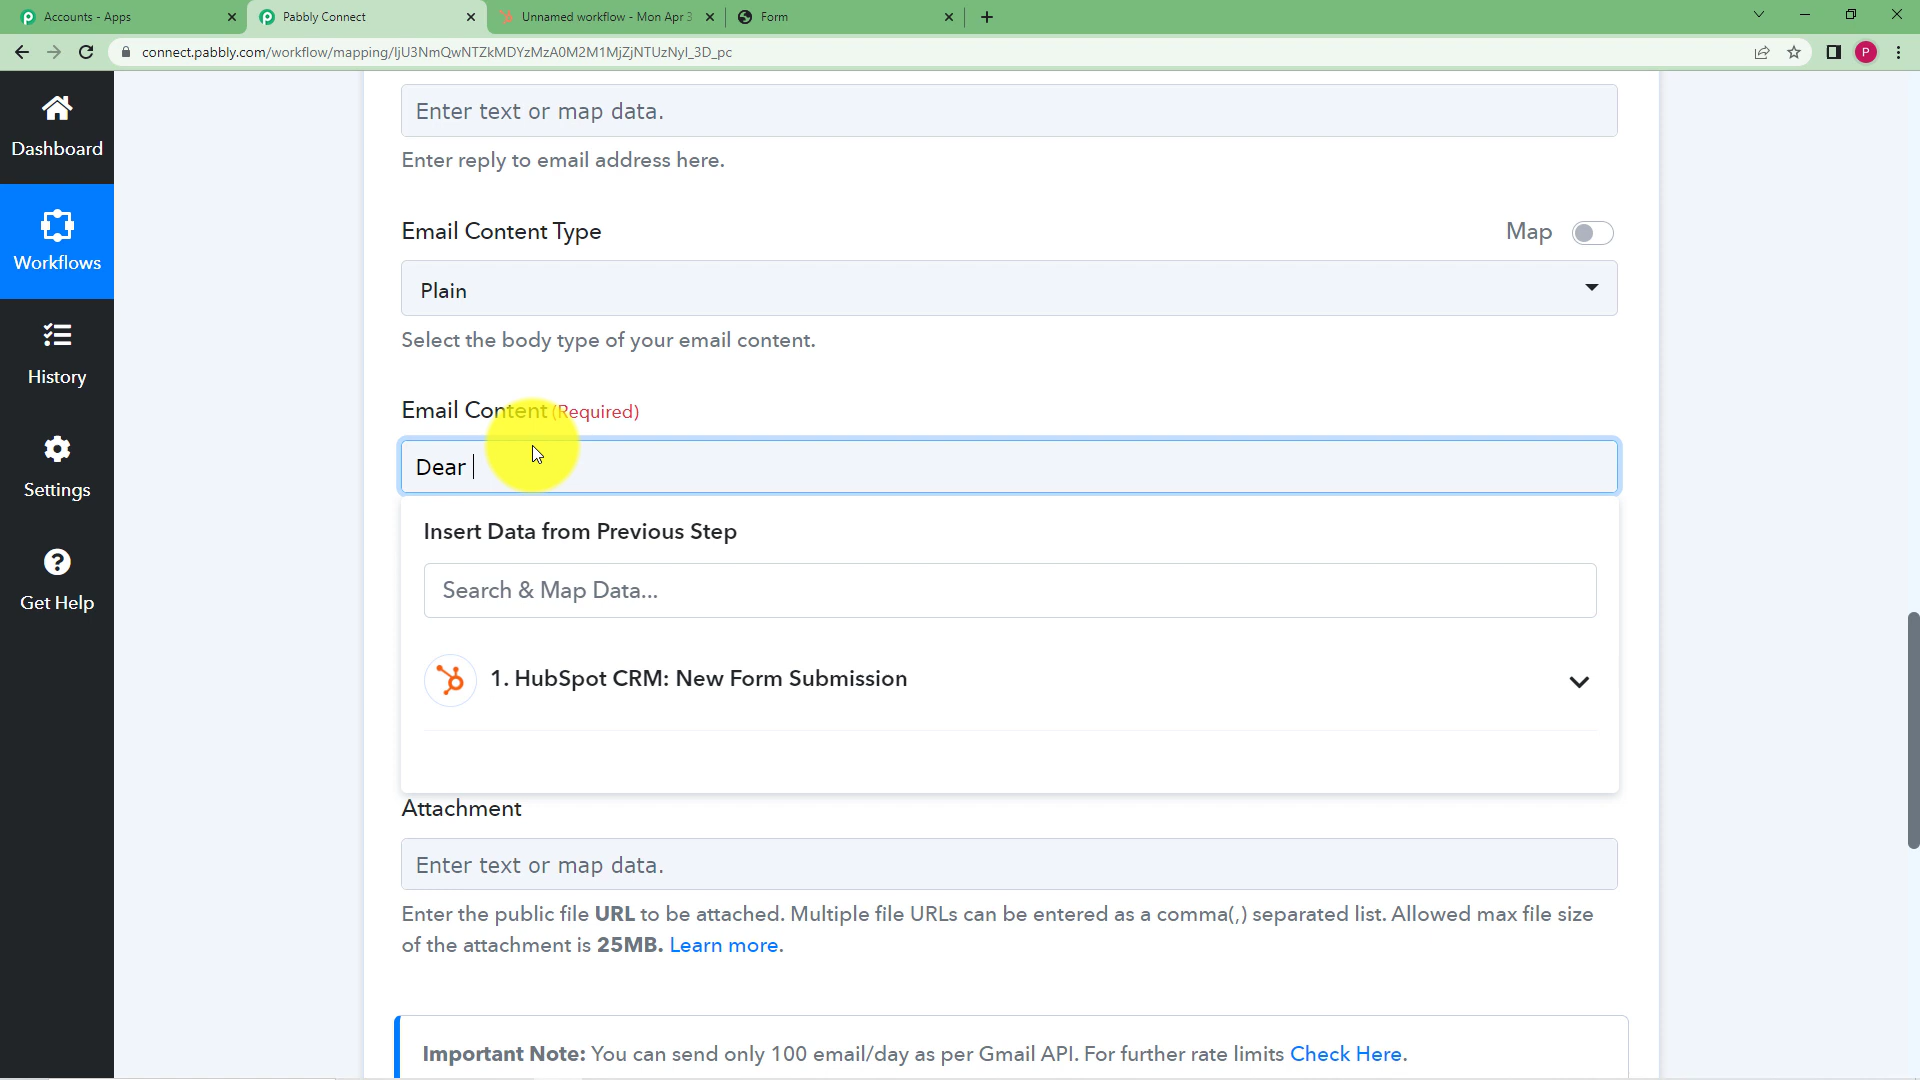 Accounts - Apps
Pabbly Connect
Unnamed workflow - Mon Apr 3
Form
connect.pabbly.com/workflow/mapping/IjU3NmQwNTZkMDYzMzA0M2M1MjZjNTUzNyI_3D_pc
P
Dashboard
Workflows
History
Settings
Get Help
Enter text or map data.
Enter reply to email address here.
Email Content Type
Map
Plain
Select the body type of your email content.
Email Content (Required)
Dear
Insert Data from Previous Step
Search & Map Data...
1. HubSpot CRM: New Form Submission
Attachment
Enter text or map data.
Enter the public file URL to be attached. Multiple file URLs can be entered as a comma(,) separated list. Allowed max file size
of the attachment is 25MB. Learn more.
Important Note: You can send only 100 email/day as per Gmail API. For further rate limits Check Here.